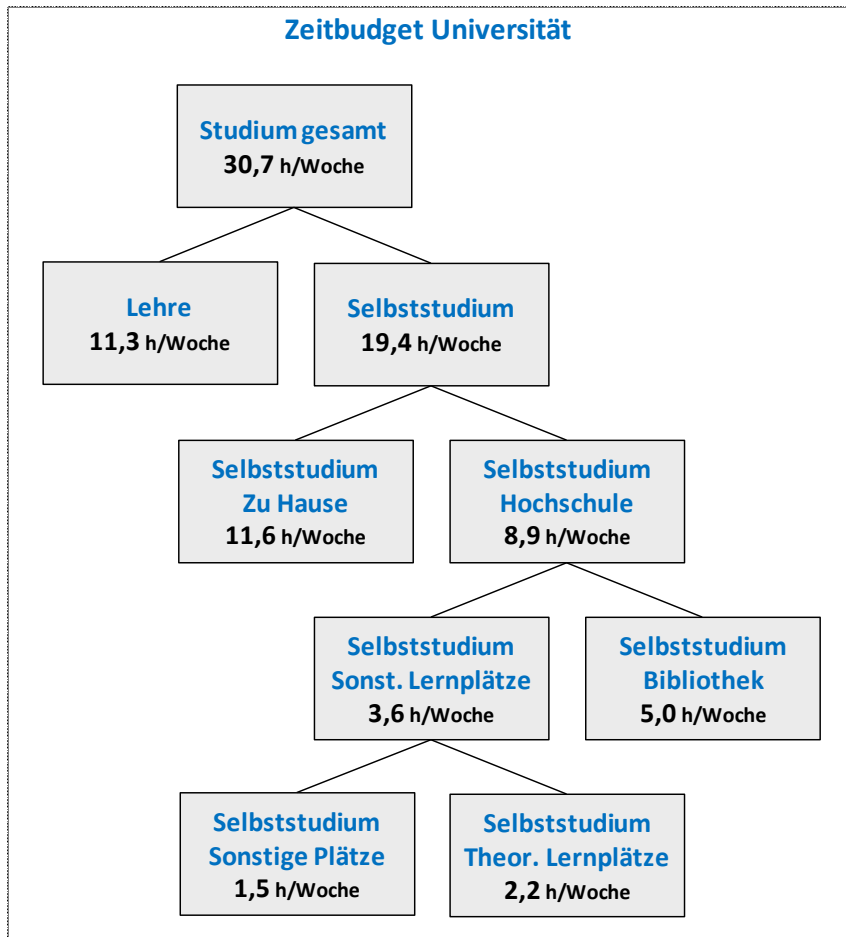 Zeitbudget Universität
Studium gesamt
30,7 h/Woche
Lehre
11,3 h/Woche
Selbststudium
19,4 h/Woche
Selbststudium
Zu Hause
11,6 h/Woche
Selbststudium
Hochschule
8,9 h/Woche
Selbststudium
Sonst. Lernplätze
3,6 h/Woche
Selbststudium
Bibliothek
5,0 h/Woche
Selbststudium
Sonstige Plätze
1,5 h/Woche
Selbststudium
Theor. Lernplätze
2,2 h/Woche